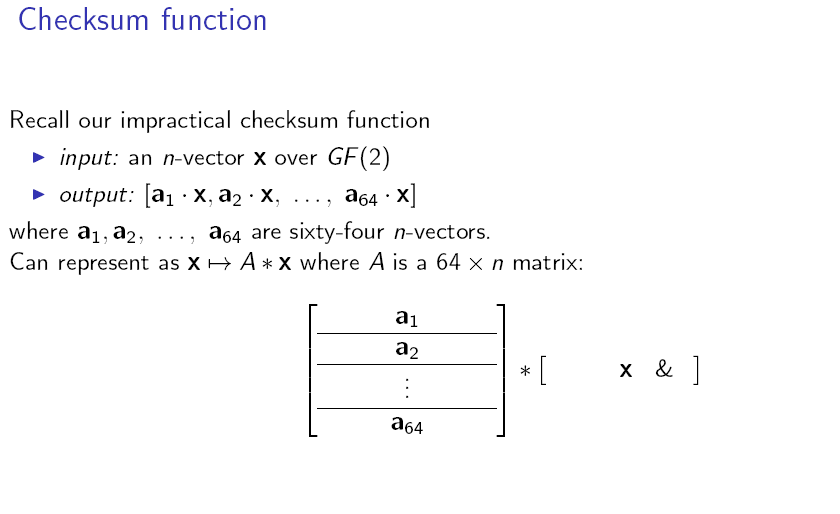 Checksum function
Recall our impractical checksum function
▶ input: an n-vector x over GF(2)
▶ output: [a₁ · x, a₂ · x, . . . , a₆₄ · x]
where a₁, a₂, . . . , a₆₄ are sixty-four n-vectors.
Can represent as x ↦ A ∗ x where A is a 64 × n matrix:
a₁
a₂
⋮
a₆₄
∗ [ x & ]